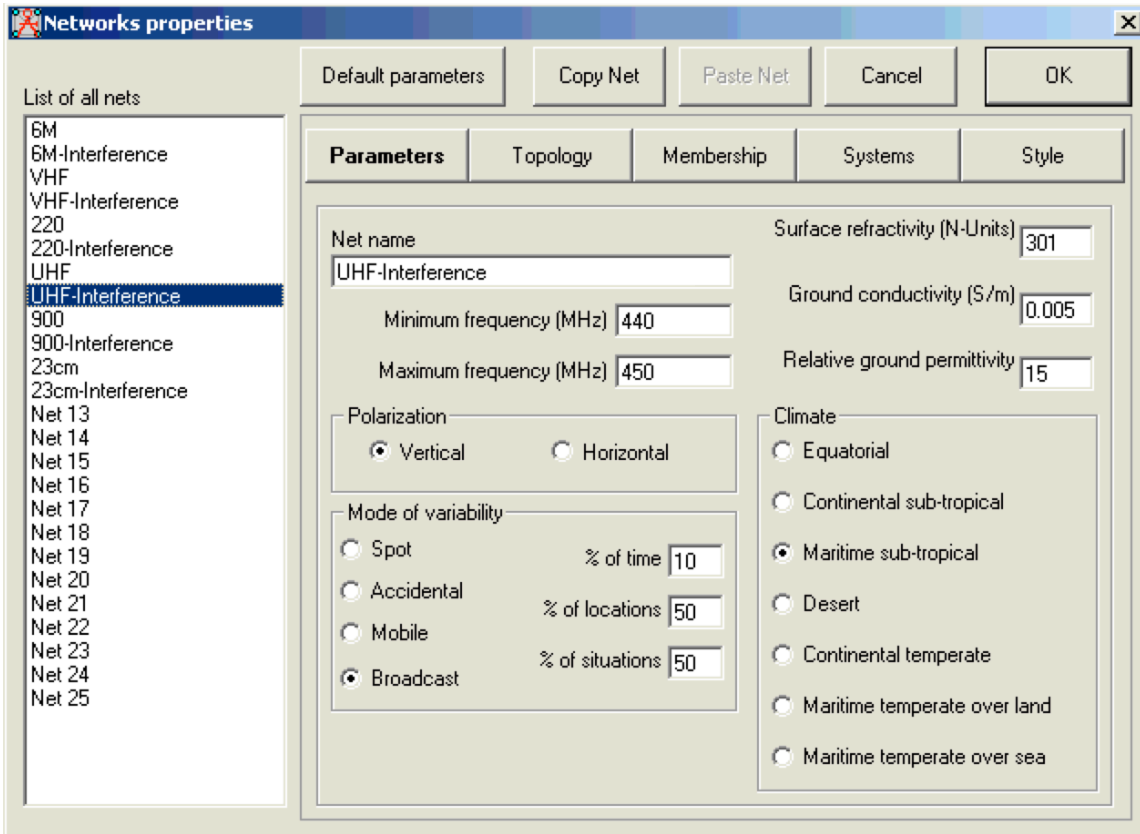 Networks properties
Default parameters
Copy Net
Paste Net
Cancel
OK
List of all nets
6M
6M-Interference
VHF
VHF-Interference
220
220-Interference
UHF
UHF-Interference
900
900-Interference
23cm
23cm-Interference
Net 13
Net 14
Net 15
Net 16
Net 17
Net 18
Net 19
Net 20
Net 21
Net 22
Net 23
Net 24
Net 25
Parameters
Topology
Membership
Systems
Style
Net name
UHF-Interference
Minimum frequency (MHz) 440
Maximum frequency (MHz) 450
Surface refractivity (N-Units) 301
Ground conductivity (S/m) 0.005
Relative ground permittivity 15
Polarization
Vertical
Horizontal
Mode of variability
Spot
Accidental
Mobile
Broadcast
% of time 10
% of locations 50
% of situations 50
Climate
Equatorial
Continental sub-tropical
Maritime sub-tropical
Desert
Continental temperate
Maritime temperate over land
Maritime temperate over sea